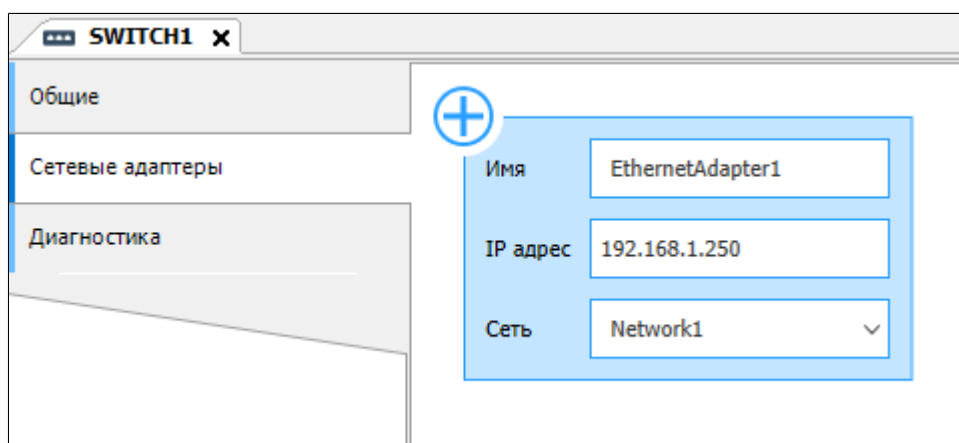 SWITCH1
Общие
Сетевые адаптеры
Диагностика
Имя EthernetAdapter1
IP адрес 192.168.1.250
Сеть Network1